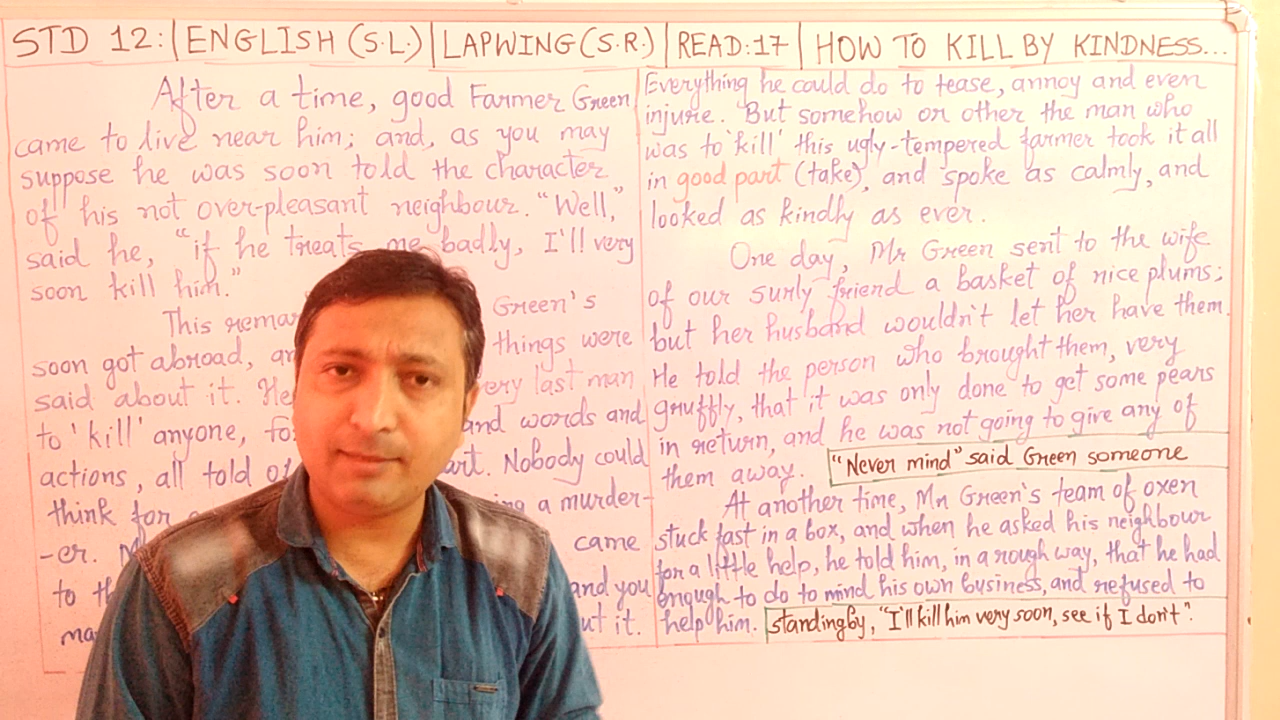 STD 12: | ENGLISH (S.L.) | LAPWING (S.R.) | READ:17 | HOW TO KILL BY KINDNESS...
After a time, good Farmer Green
came to live near him; and, as you may
suppose he was soon told the character
of his not over-pleasant neighbour. "Well,"
said he, "if he treats me badly, I'll very
soon kill him."
This remar Green's
soon got abroad, an things were
said about it. He ery last man
to 'kill' anyone, fo and words and
actions, all told o art. Nobody could
think for a murder-
-er. came
to th and you
ma ut it.
Everything he could do to tease, annoy and even
injure. But somehow or other the man who
was to 'kill' this ugly-tempered farmer took it all
in good part (take), and spoke as calmly, and
looked as kindly as ever.
One day, Mr Green sent to the wife
of our surly friend a basket of nice plums;
but her husband wouldn't let her have them.
He told the person who brought them, very
gruffly, that it was only done to get some pears
in return, and he was not going to give any of
them away. "Never mind" said Green someone
At another time, Mr Green's team of oxen
stuck fast in a box, and when he asked his neighbour
for a little help, he told him, in a rough way, that he had
enough to do to mind his own business, and refused to
help him. standing by, "I'll kill him very soon, see if I don't".